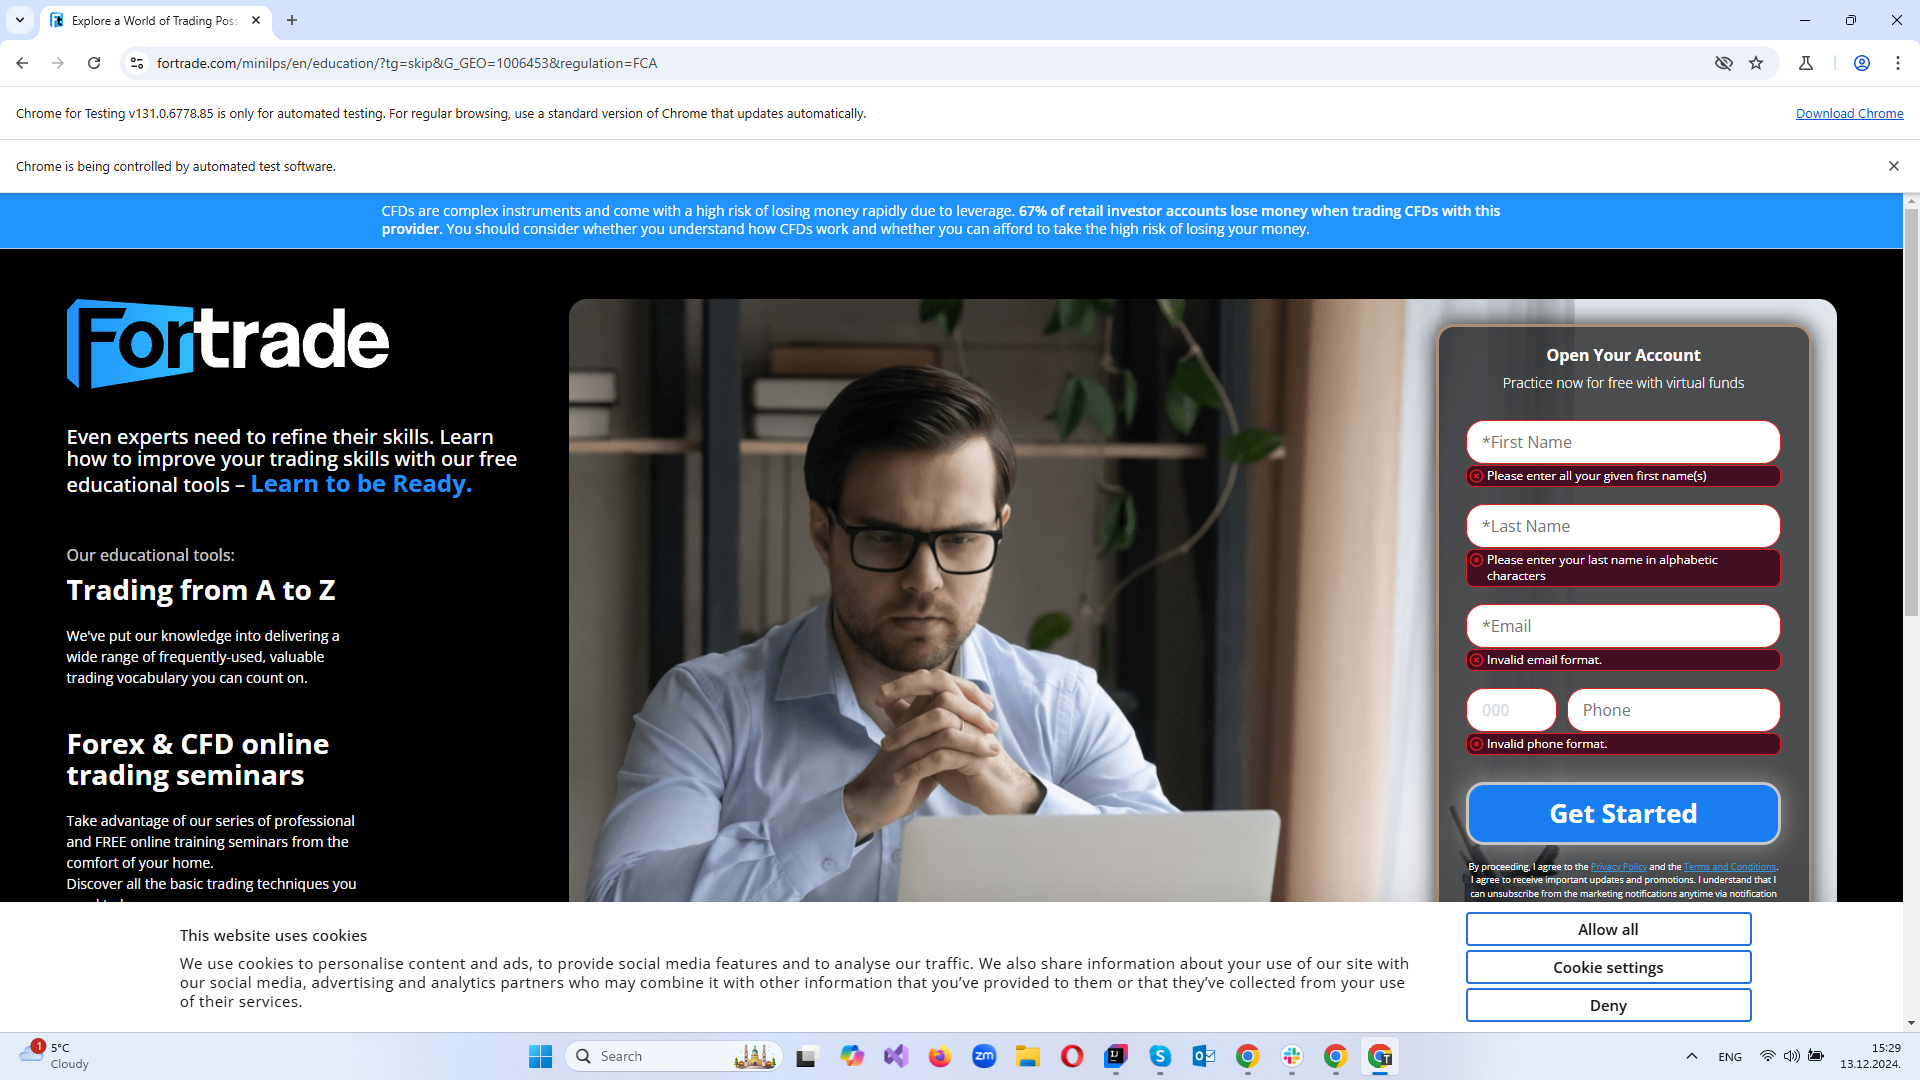 Explore a World of Trading Poss
fortrade.com/minilps/en/education/?tg=skip&G_GEO=1006453&regulation=FCA
Chrome for Testing v131.0.6778.85 is only for automated testing. For regular browsing, use a standard version of Chrome that updates automatically.
Download Chrome
Chrome is being controlled by automated test software.
CFDs are complex instruments and come with a high risk of losing money rapidly due to leverage. 67% of retail investor accounts lose money when trading CFDs with this
provider. You should consider whether you understand how CFDs work and whether you can afford to take the high risk of losing your money.
Fortrade
Even experts need to refine their skills. Learn
how to improve your trading skills with our free
educational tools – Learn to be Ready.
Our educational tools:
Trading from A to Z
We've put our knowledge into delivering a
wide range of frequently-used, valuable
trading vocabulary you can count on.
Forex & CFD online
trading seminars
Take advantage of our series of professional
and FREE online training seminars from the
comfort of your home.
Discover all the basic trading techniques you
Open Your Account
Practice now for free with virtual funds
*First Name
Please enter all your given first name(s)
*Last Name
Please enter your last name in alphabetic
characters
*Email
Invalid email format.
000
Phone
Invalid phone format.
Get Started
By proceeding, I agree to the Privacy Policy and the Terms and Conditions.
I agree to receive important updates and promotions. I understand that I
can unsubscribe from the marketing notifications anytime via notification
This website uses cookies
We use cookies to personalise content and ads, to provide social media features and to analyse our traffic. We also share information about your use of our site with
our social media, advertising and analytics partners who may combine it with other information that you've provided to them or that they've collected from your use
of their services.
Allow all
Cookie settings
Deny
1
5°C
Cloudy
Search
zm
ENG
15:29
13.12.2024.